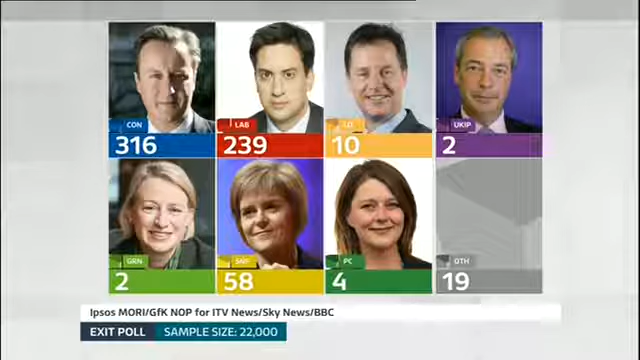 CON
316
LAB
239
LD
10
UKIP
2
GRN
2
SNP
58
PC
4
OTH
19
Ipsos MORI/GfK NOP for ITV News/Sky News/BBC
EXIT POLL SAMPLE SIZE: 22,000